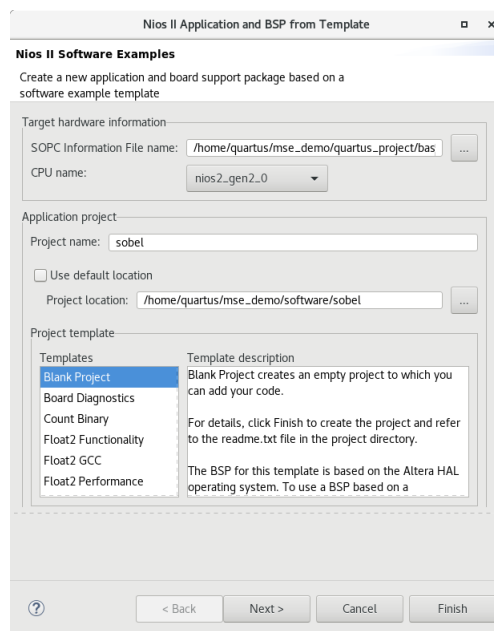 Nios II Application and BSP from Template
Nios II Software Examples
Create a new application and board support package based on a
software example template
Target hardware information
SOPC Information File name: /home/quartus/mse_demo/quartus_project/bas ...
CPU name: nios2_gen2_0
Application project
Project name: sobel
Use default location
Project location: /home/quartus/mse_demo/software/sobel ...
Project template
Templates
Blank Project
Board Diagnostics
Count Binary
Float2 Functionality
Float2 GCC
Float2 Performance
Template description
Blank Project creates an empty project to which you
can add your code.
For details, click Finish to create the project and refer
to the readme.txt file in the project directory.
The BSP for this template is based on the Altera HAL
operating system. To use a BSP based on a
? < Back Next > Cancel Finish